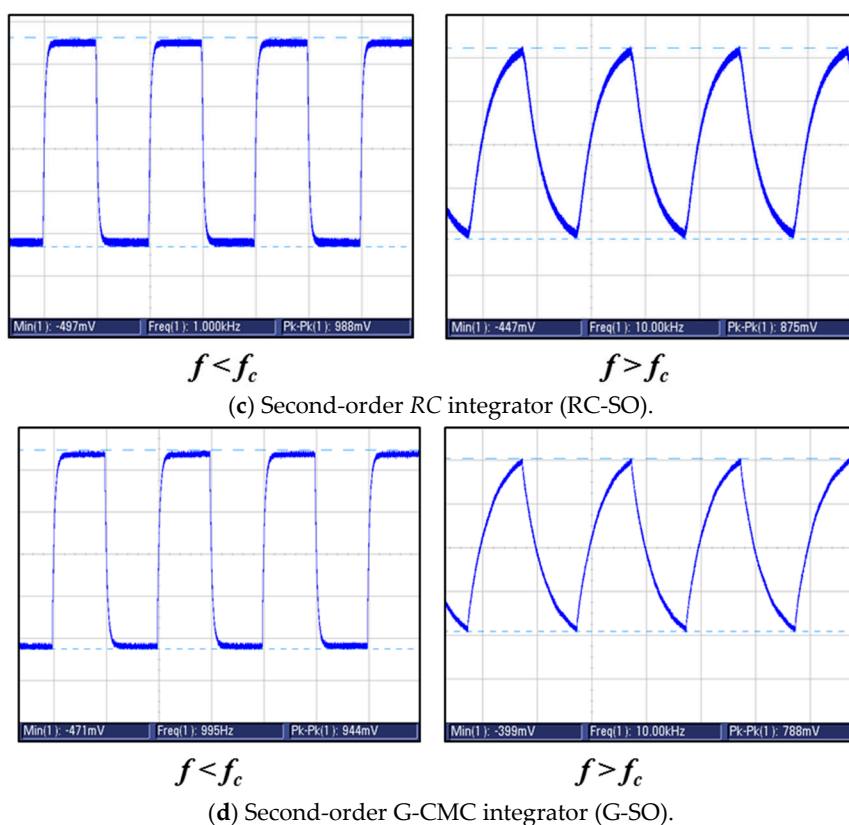 Min(1): -497mV Freq(1): 1.000kHz Pk-Pk(1): 988mV Min(1): -447mV Freq(1): 10.00kHz Pk-Pk(1): 875mV
f < fc f > fc
(c) Second-order RC integrator (RC-SO).
Min(1): -471mV Freq(1): 995Hz Pk-Pk(1): 944mV Min(1): -399mV Freq(1): 10.00kHz Pk-Pk(1): 788mV
f < fc f > fc
(d) Second-order G-CMC integrator (G-SO).